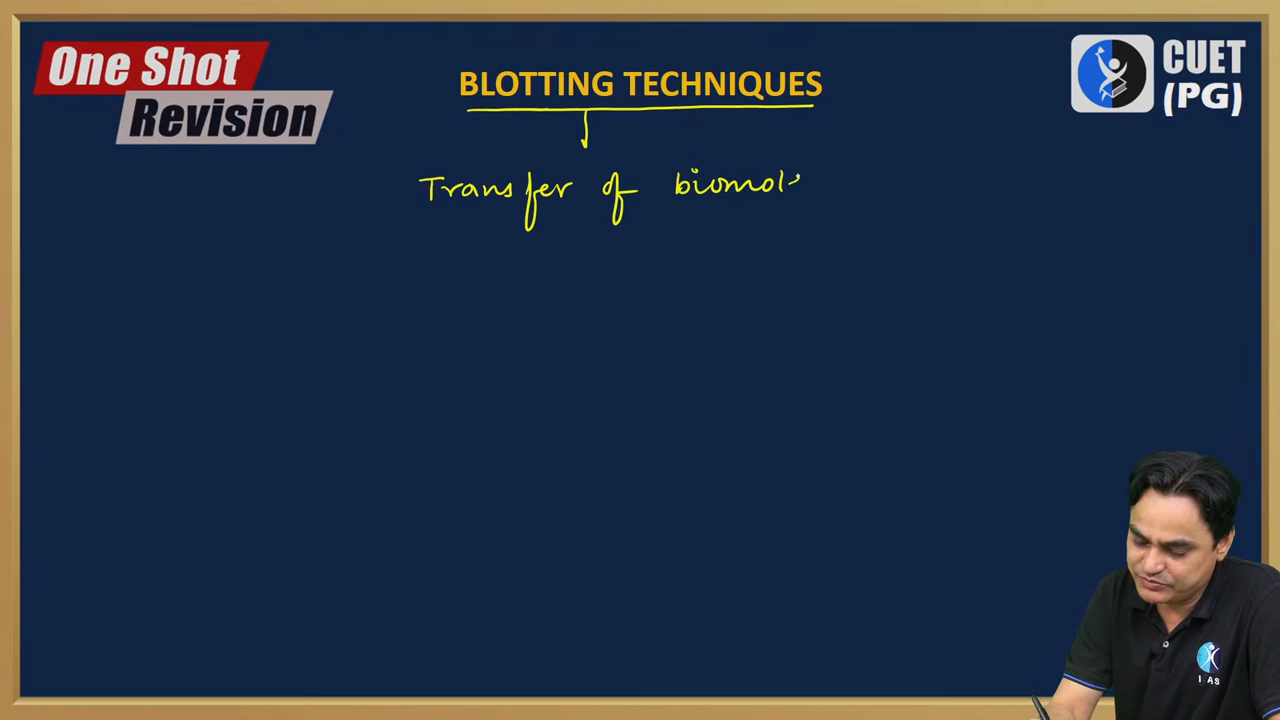 One Shot
Revision
BLOTTING TECHNIQUES
CUET
(PG)
Transfer of biomol